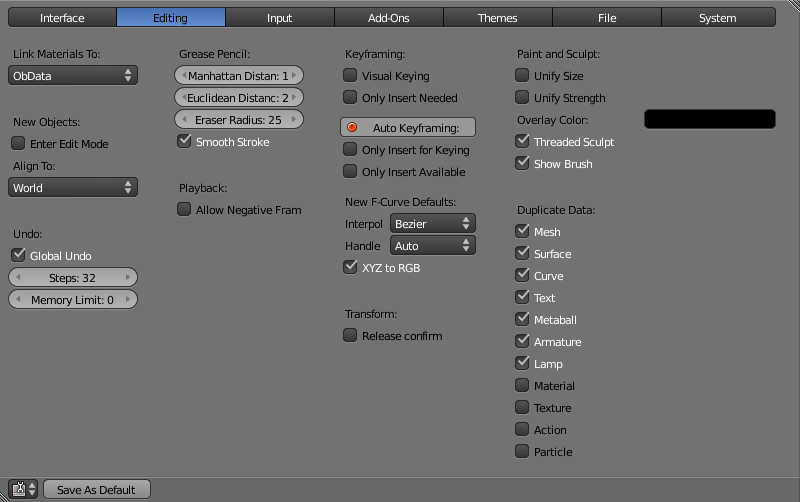 Interface Editing Input Add-Ons Themes File System
Link Materials To:
ObData
New Objects:
Enter Edit Mode
Align To:
World
Undo:
Global Undo
Steps: 32
Memory Limit: 0
Grease Pencil:
Manhattan Distan: 1
Euclidean Distanc: 2
Eraser Radius: 25
Smooth Stroke
Playback:
Allow Negative Fram
Keyframing:
Visual Keying
Only Insert Needed
Auto Keyframing:
Only Insert for Keying
Only Insert Available
New F-Curve Defaults:
Interpol Bezier
Handle Auto
XYZ to RGB
Transform:
Release confirm
Paint and Sculpt:
Unify Size
Unify Strength
Overlay Color:
Threaded Sculpt
Show Brush
Duplicate Data:
Mesh
Surface
Curve
Text
Metaball
Armature
Lamp
Material
Texture
Action
Particle
Save As Default